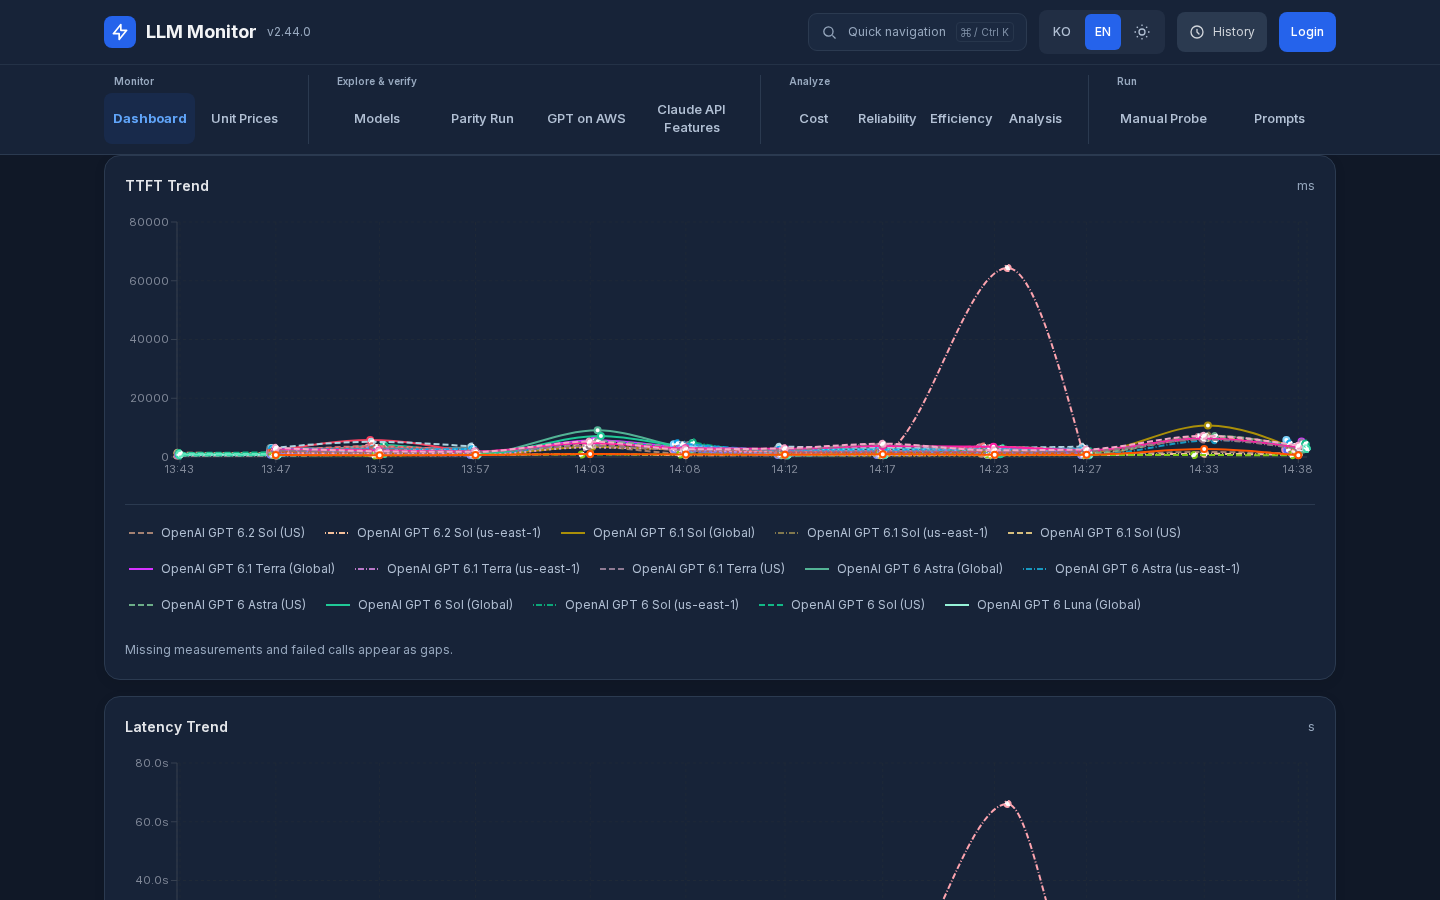 LLM Monitor v2.44.0
Quick navigation ⌘ / Ctrl K
KO EN
History
Login
Monitor
Dashboard Unit Prices
Explore & verify
Models Parity Run GPT on AWS Claude API Features
Analyze
Cost Reliability Efficiency Analysis
Run
Manual Probe Prompts
TTFT Trend ms
80000
60000
40000
20000
0
13:43 13:47 13:52 13:57 14:03 14:08 14:12 14:17 14:23 14:27 14:33 14:38
OpenAI GPT 6.2 Sol (US) OpenAI GPT 6.2 Sol (us-east-1) OpenAI GPT 6.1 Sol (Global) OpenAI GPT 6.1 Sol (us-east-1) OpenAI GPT 6.1 Sol (US)
OpenAI GPT 6.1 Terra (Global) OpenAI GPT 6.1 Terra (us-east-1) OpenAI GPT 6.1 Terra (US) OpenAI GPT 6 Astra (Global) OpenAI GPT 6 Astra (us-east-1)
OpenAI GPT 6 Astra (US) OpenAI GPT 6 Sol (Global) OpenAI GPT 6 Sol (us-east-1) OpenAI GPT 6 Sol (US) OpenAI GPT 6 Luna (Global)
Missing measurements and failed calls appear as gaps.
Latency Trend s
80.0s
60.0s
40.0s